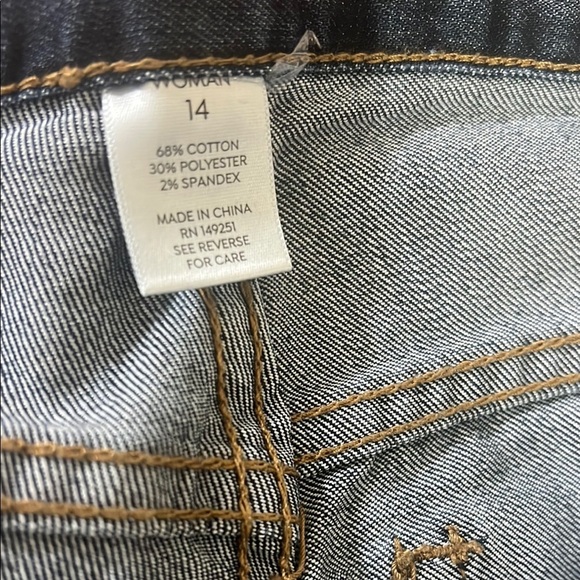 WOMAN
14
68% COTTON
30% POLYESTER
2% SPANDEX
MADE IN CHINA
RN 149251
SEE REVERSE
FOR CARE